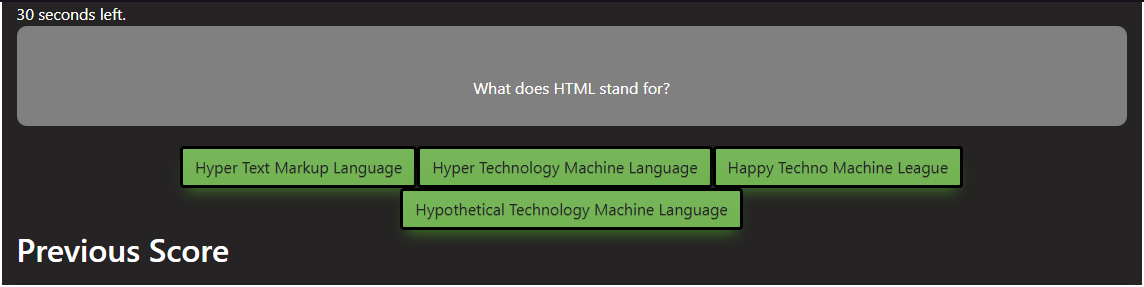 30 seconds left.
What does HTML stand for?
Hyper Text Markup Language
Hyper Technology Machine Language
Happy Techno Machine League
Hypothetical Technology Machine Language
Previous Score